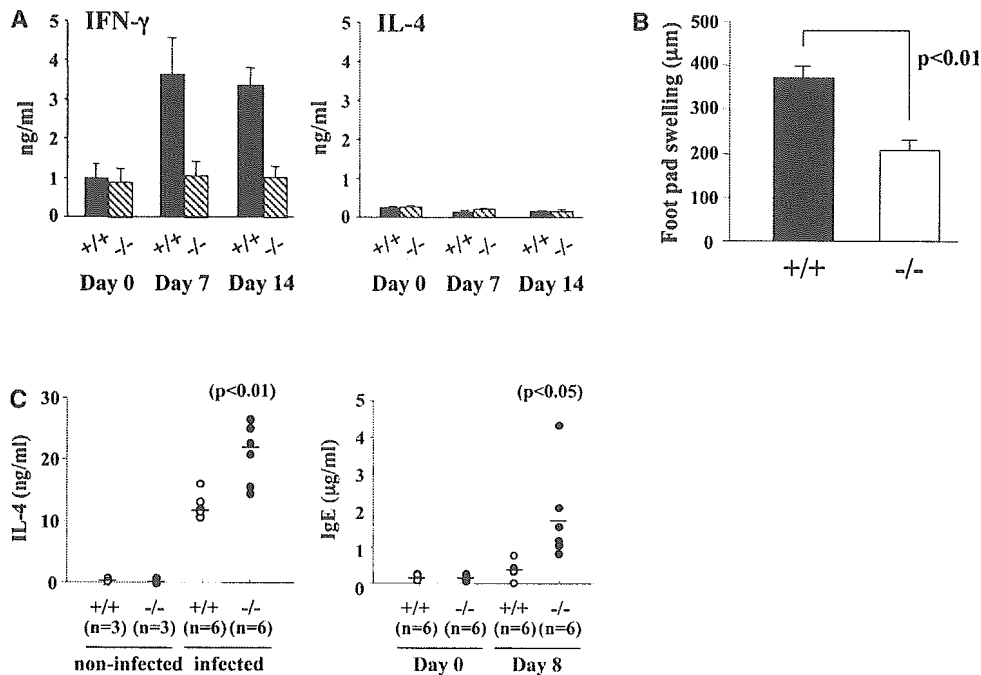 A
IFN-γ
ng/ml
5
4
3
2
1
0
+/+ -/- +/+ -/- +/+ -/-
Day 0 Day 7 Day 14
IL-4
ng/ml
5
4
3
2
1
0
+/+ -/- +/+ -/- +/+ -/-
Day 0 Day 7 Day 14
B
Foot pad swelling (μm)
500
400
300
200
100
0
p<0.01
+/+ -/-
C
(p<0.01)
IL-4 (ng/ml)
30
20
10
0
+/+ -/- +/+ -/-
(n=3) (n=3) (n=6) (n=6)
non-infected infected
(p<0.05)
IgE (μg/ml)
5
4
3
2
1
0
+/+ -/- +/+ -/-
(n=6) (n=6) (n=6) (n=6)
Day 0 Day 8